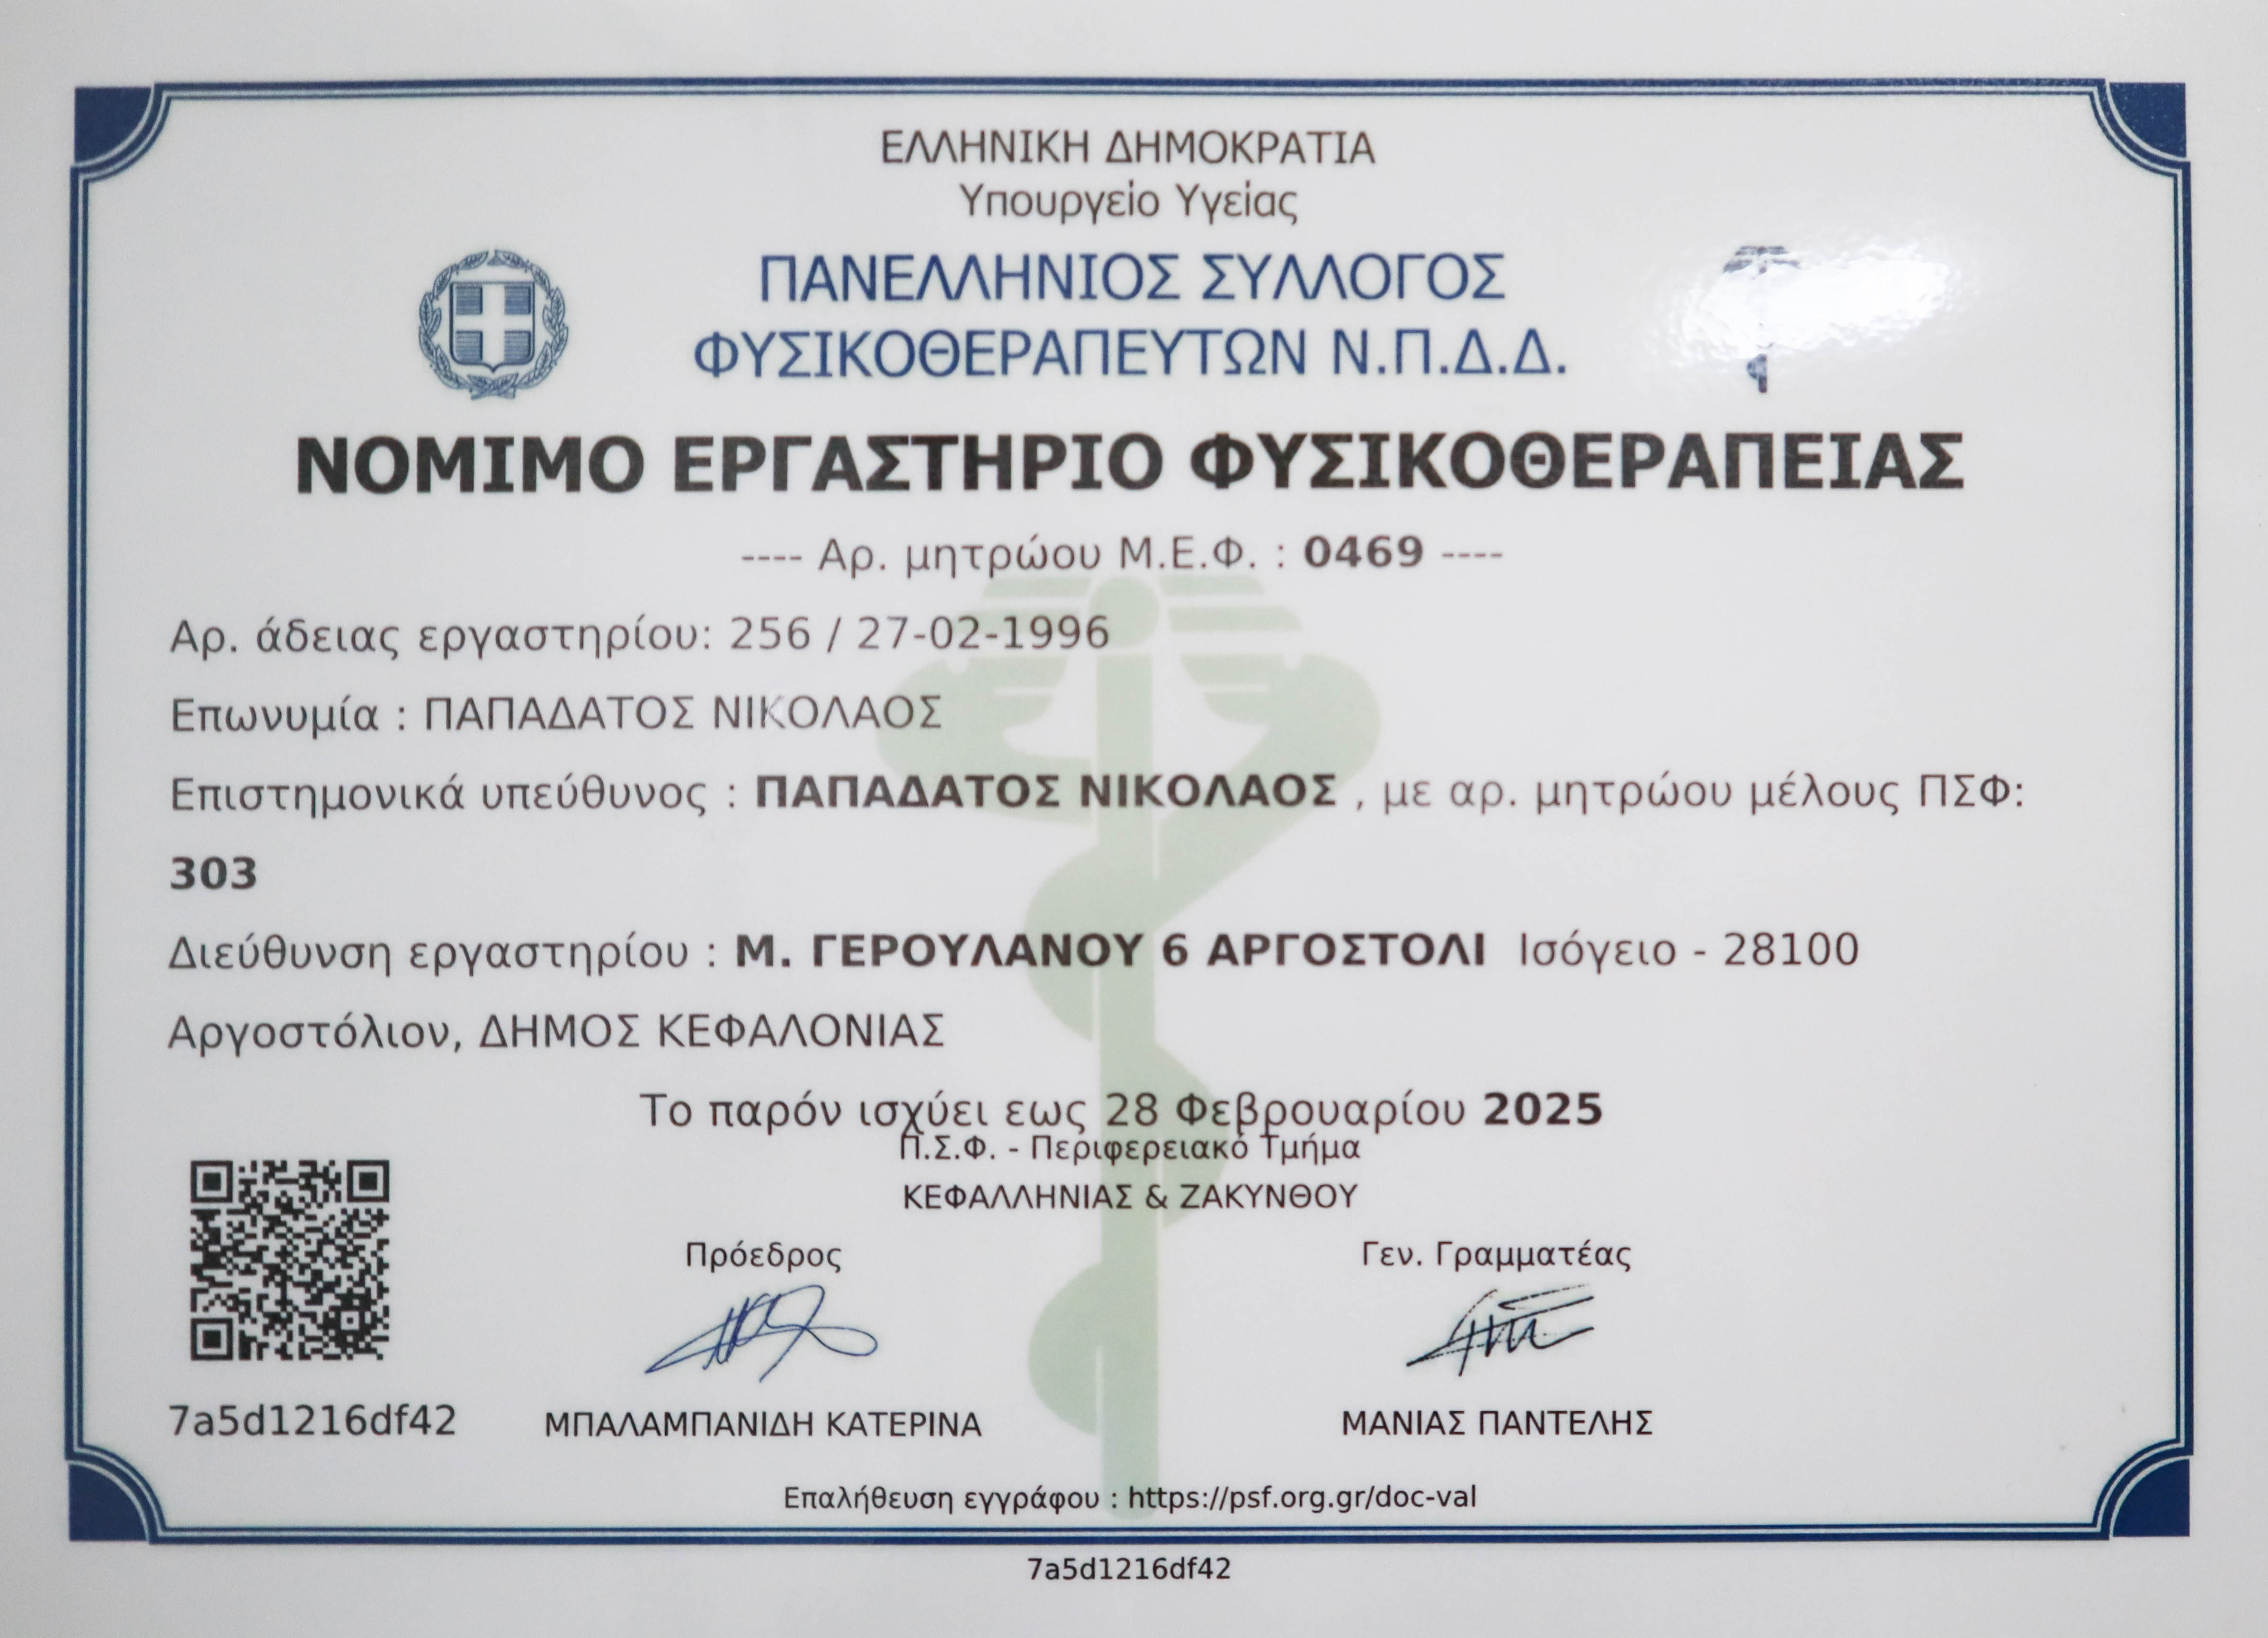 ΕΛΛΗΝΙΚΗ ΔΗΜΟΚΡΑΤΙΑ
Υπουργείο Υγείας
ΠΑΝΕΛΛΗΝΙΟΣ ΣΥΛΛΟΓΟΣ
ΦΥΣΙΚΟΘΕΡΑΠΕΥΤΩΝ Ν.Π.Δ.Δ.
ΝΟΜΙΜΟ ΕΡΓΑΣΤΗΡΙΟ ΦΥΣΙΚΟΘΕΡΑΠΕΙΑΣ
---- Αρ. μητρώου Μ.Ε.Φ. : 0469 ----
Αρ. άδειας εργαστηρίου: 256 / 27-02-1996
Επωνυμία : ΠΑΠΑΔΑΤΟΣ ΝΙΚΟΛΑΟΣ
Επιστημονικά υπεύθυνος : ΠΑΠΑΔΑΤΟΣ ΝΙΚΟΛΑΟΣ , με αρ. μητρώου μέλους ΠΣΦ:
303
Διεύθυνση εργαστηρίου : Μ. ΓΕΡΟΥΛΑΝΟΥ 6 ΑΡΓΟΣΤΟΛΙ Ισόγειο - 28100
Αργοστόλιον, ΔΗΜΟΣ ΚΕΦΑΛΟΝΙΑΣ
Το παρόν ισχύει εως 28 Φεβρουαρίου 2025
Π.Σ.Φ. - Περιφερειακό Τμήμα
ΚΕΦΑΛΛΗΝΙΑΣ & ΖΑΚΥΝΘΟΥ
Πρόεδρος
Γεν. Γραμματέας
7a5d1216df42
ΜΠΑΛΑΜΠΑΝΙΔΗ ΚΑΤΕΡΙΝΑ
ΜΑΝΙΑΣ ΠΑΝΤΕΛΗΣ
Επαλήθευση εγγράφου : https://psf.org.gr/doc-val
7a5d1216df42